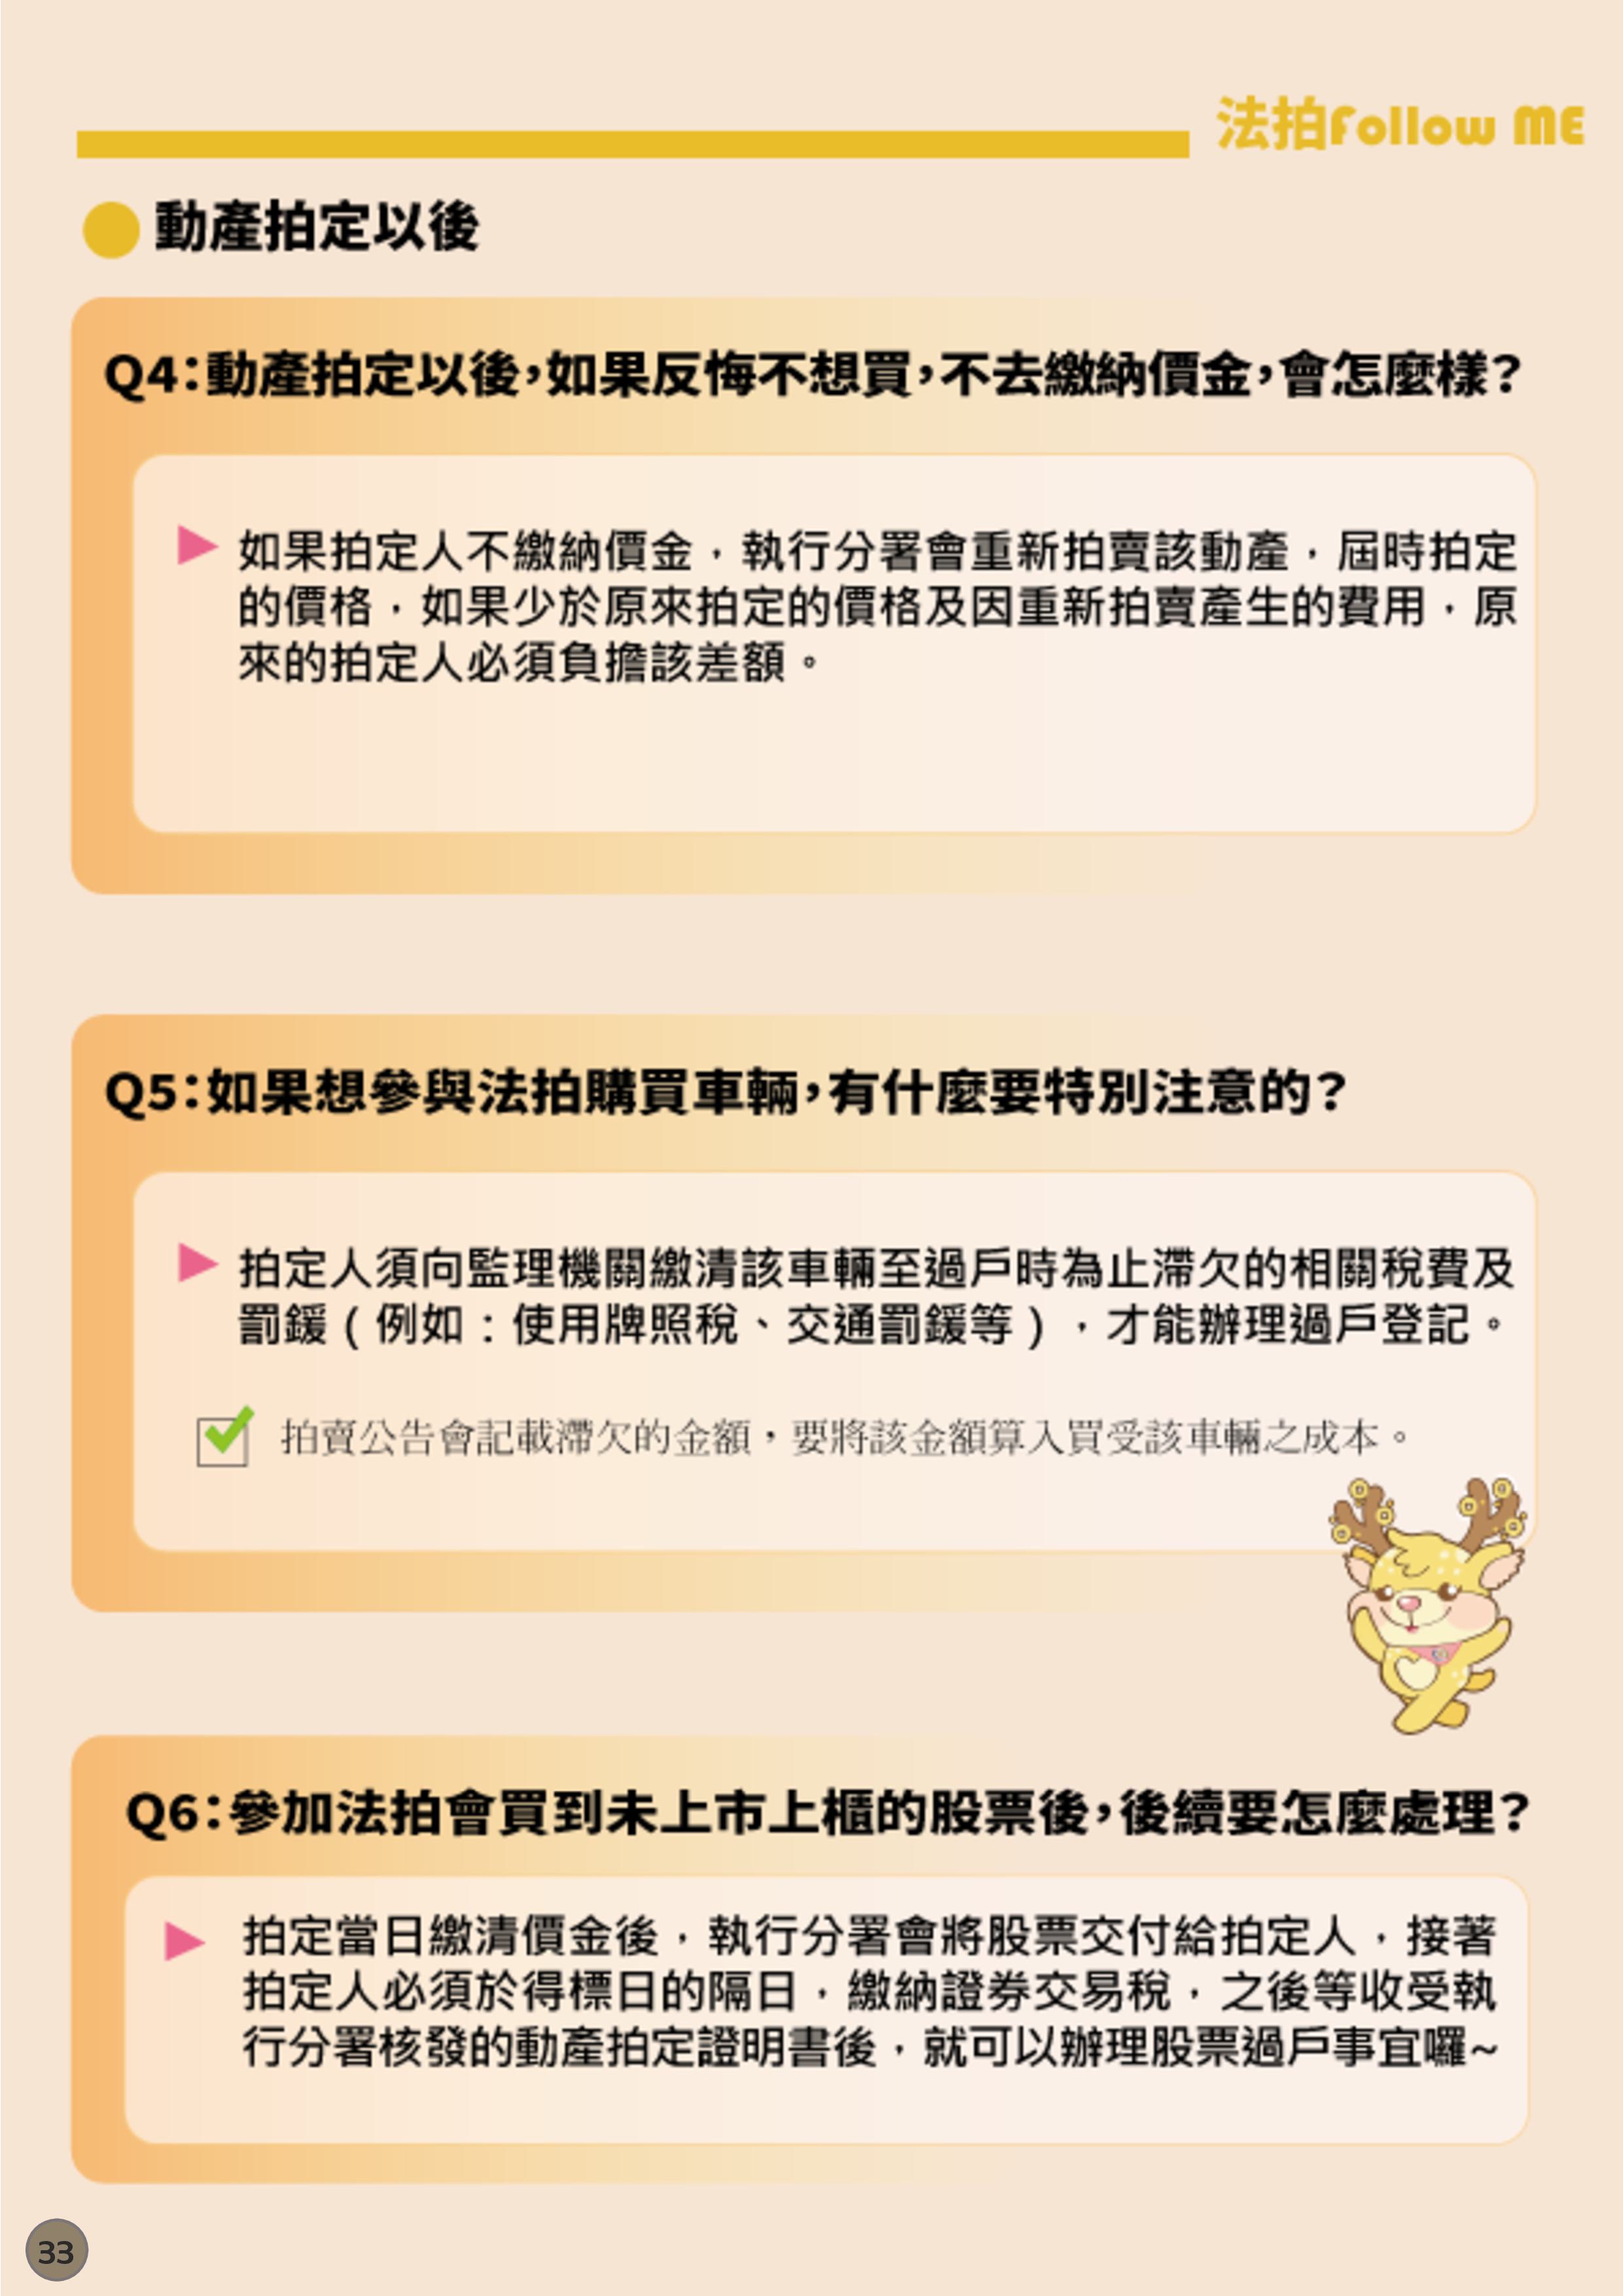 法拍Follow ME
動產拍定以後
Q4：動產拍定以後，如果反悔不想買，不去繳納價金，會怎麼樣？
如果拍定人不繳納價金，執行分署會重新拍賣該動產，屆時拍定
的價格，如果少於原來拍定的價格及因重新拍賣產生的費用，原
來的拍定人必須負擔該差額。
Q5：如果想參與法拍購買車輛，有什麼要特別注意的？
拍定人須向監理機關繳清該車輛至過戶時為止滯欠的相關稅費及
罰鍰（例如：使用牌照稅、交通罰鍰等），才能辦理過戶登記。
拍賣公告會記載滯欠的金額，要將該金額算入買受該車輛之成本。
Q6：參加法拍會買到未上市上櫃的股票後，後續要怎麼處理？
拍定當日繳清價金後，執行分署會將股票交付給拍定人，接著
拍定人必須於得標日的隔日，繳納證券交易稅，之後等收受執
行分署核發的動產拍定證明書後，就可以辦理股票過戶事宜囉~
33